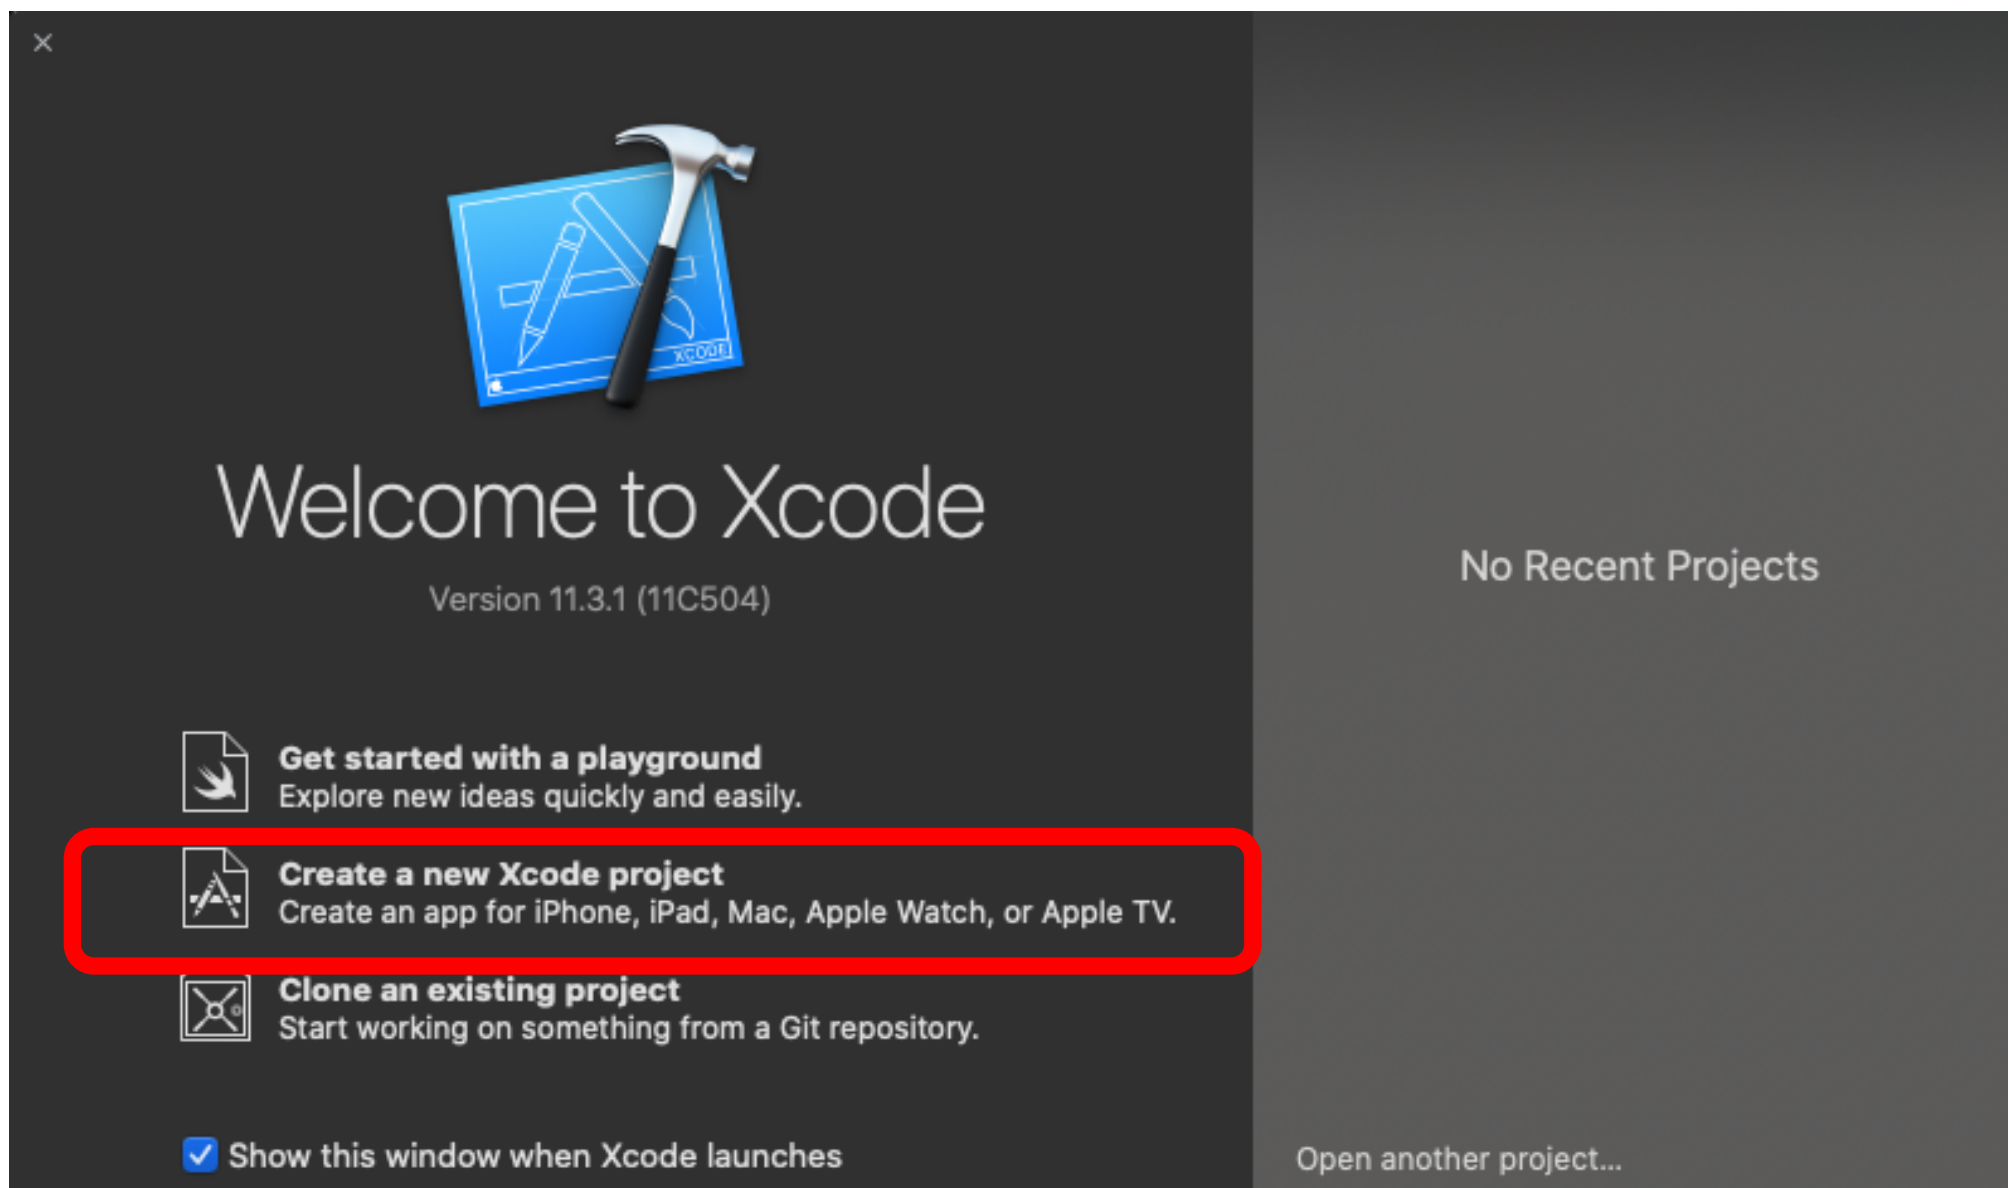 XCODE
Welcome to Xcode
Version 11.3.1 (11C504)
Get started with a playground
Explore new ideas quickly and easily.
Create a new Xcode project
Create an app for iPhone, iPad, Mac, Apple Watch, or Apple TV.
Clone an existing project
Start working on something from a Git repository.
Show this window when Xcode launches
No Recent Projects
Open another project...